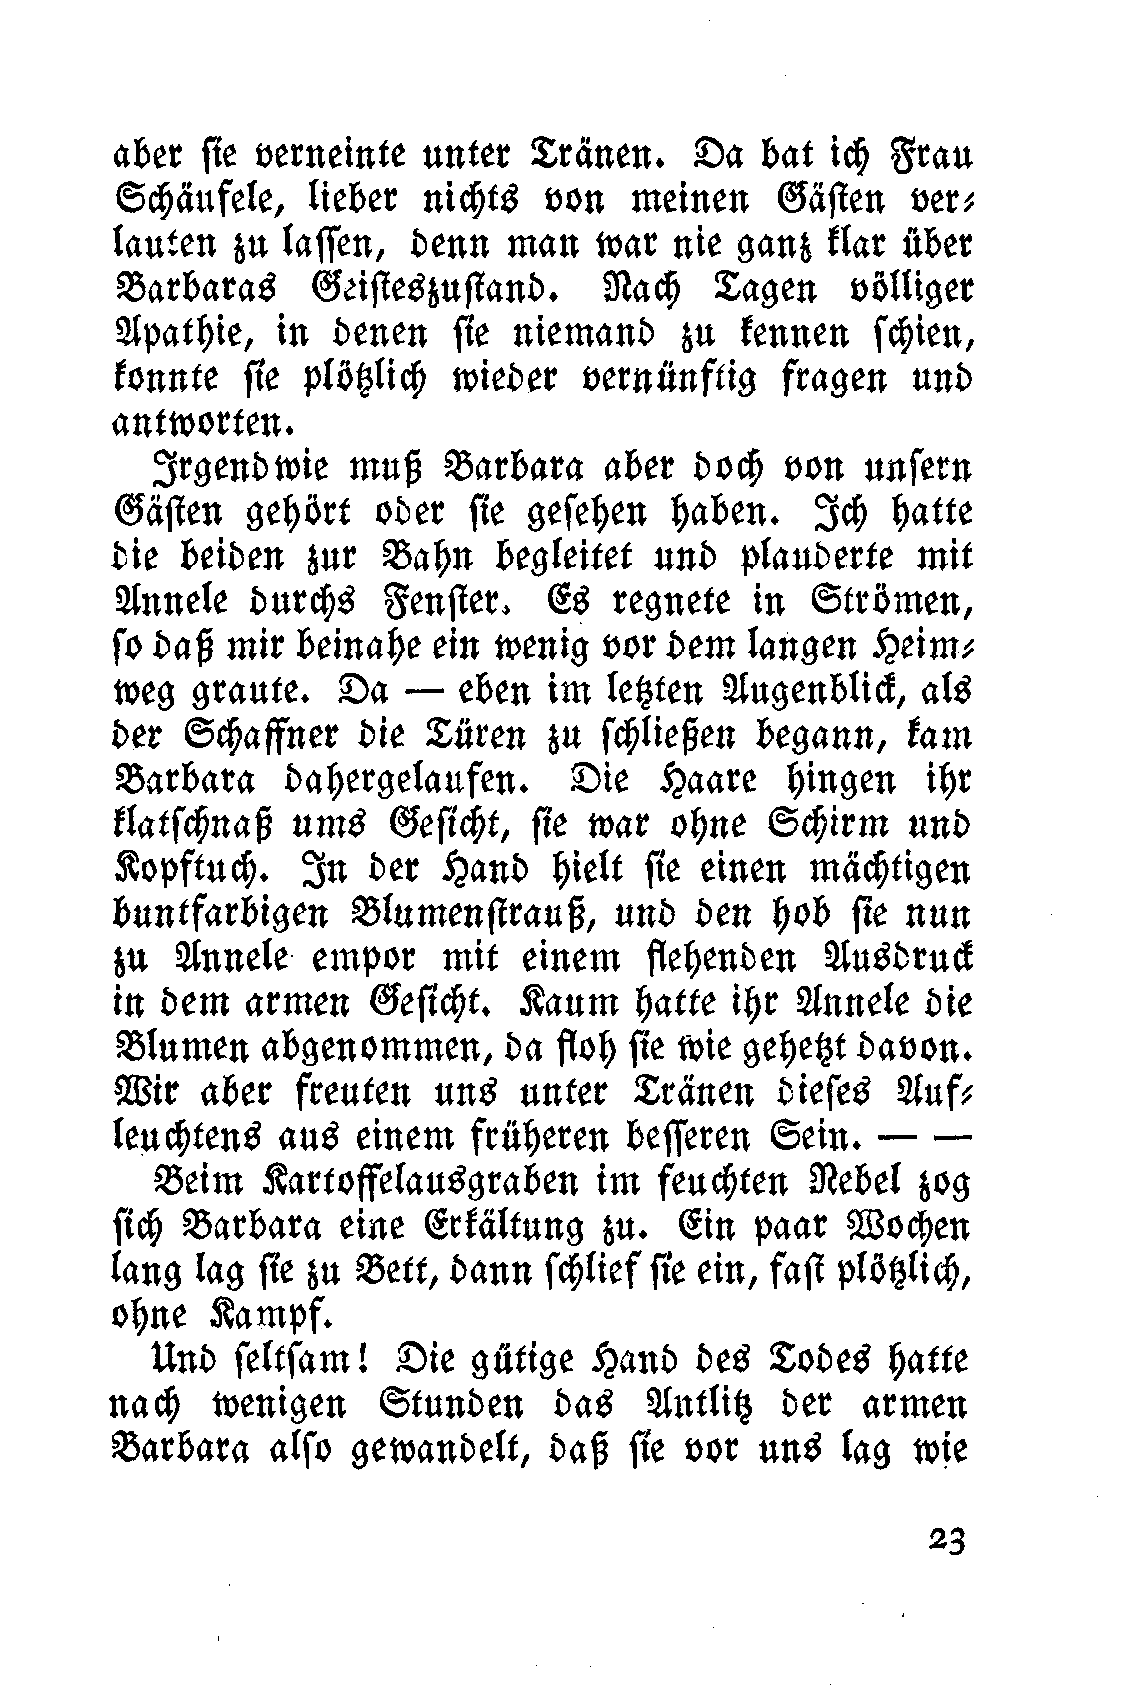 aber sie verneinte unter Tränen. Da bat ich Frau
Schäufele, lieber nichts von meinen Gästen ver-
lauten zu lassen, denn man war nie ganz klar über
Barbaras Geisteszustand. Nach Tagen völliger
Apathie, in denen sie niemand zu kennen schien,
konnte sie plötzlich wieder vernünftig fragen und
antworten.
Irgendwie muß Barbara aber doch von unsern
Gästen gehört oder sie gesehen haben. Ich hatte
die beiden zur Bahn begleitet und plauderte mit
Annele durchs Fenster. Es regnete in Strömen,
so daß mir beinahe ein wenig vor dem langen Heim-
weg graute. Da — eben im letzten Augenblick, als
der Schaffner die Türen zu schließen begann, kam
Barbara dahergelaufen. Die Haare hingen ihr
klatschnaß ums Gesicht, sie war ohne Schirm und
Kopftuch. In der Hand hielt sie einen mächtigen
buntfarbigen Blumenstrauß, und den hob sie nun
zu Annele empor mit einem flehenden Ausdruck
in dem armen Gesicht. Kaum hatte ihr Annele die
Blumen abgenommen, da floh sie wie gehetzt davon.
Wir aber freuten uns unter Tränen dieses Auf-
leuchtens aus einem früheren besseren Sein. — —
Beim Kartoffelausgraben im feuchten Nebel zog
sich Barbara eine Erkältung zu. Ein paar Wochen
lang lag sie zu Bett, dann schlief sie ein, fast plötzlich,
ohne Kampf.
Und seltsam! Die gütige Hand des Todes hatte
nach wenigen Stunden das Antlitz der armen
Barbara also gewandelt, daß sie vor uns lag wie
23